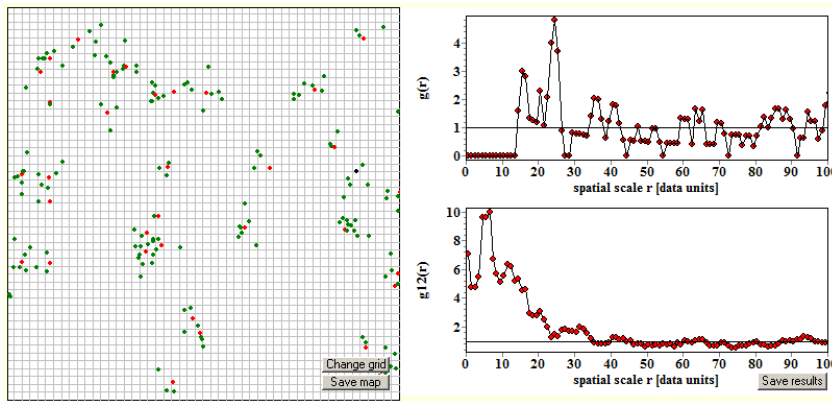 Change grid
Save map
g(r)
4
3
2
1
0
0 10 20 30 40 50 60 70 80 90 100
spatial scale r [data units]
g12(r)
10
8
6
4
2
0 10 20 30 40 50 60 70 80 90 100
spatial scale r [data units]
Save results